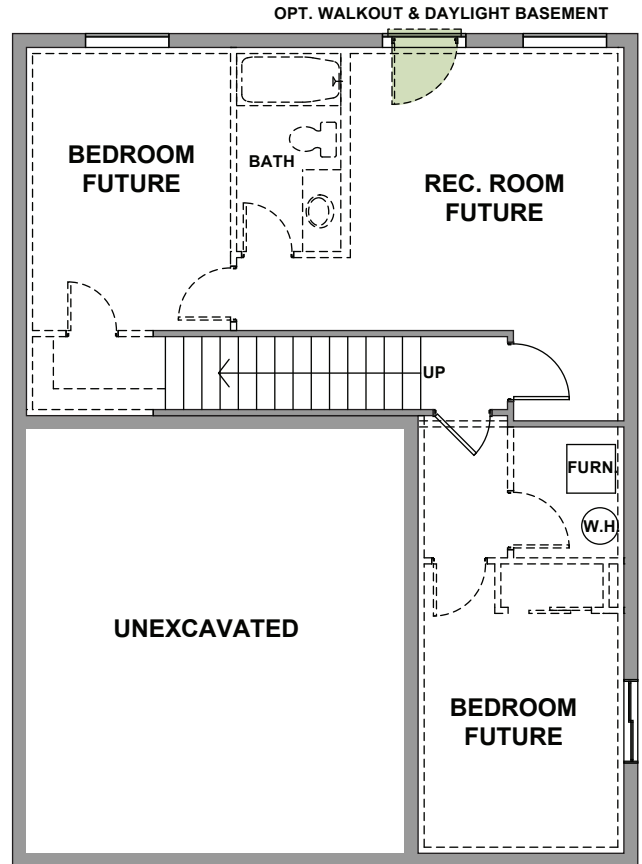 OPT. WALKOUT & DAYLIGHT BASEMENT
BEDROOM
FUTURE
BATH
REC. ROOM
FUTURE
UP
FURN.
W.H.
UNEXCAVATED
BEDROOM
FUTURE